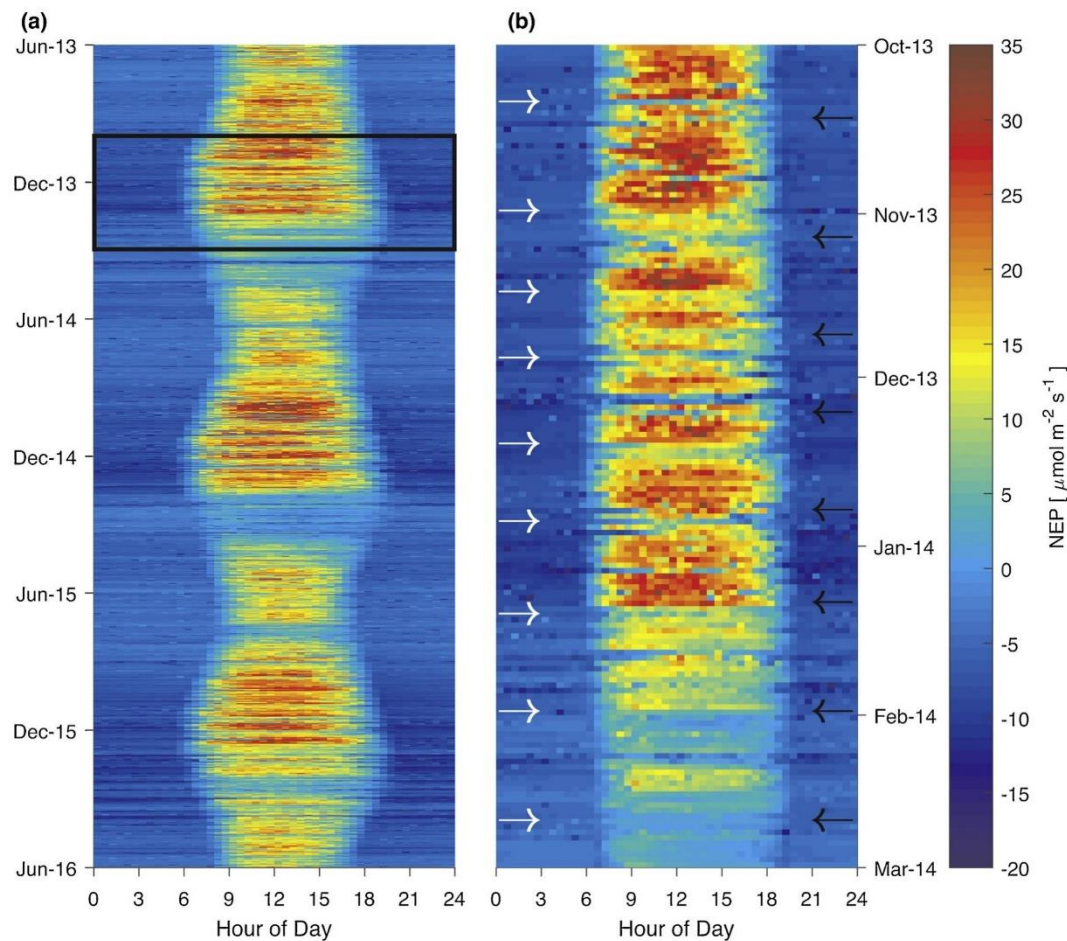 (a)
(b)
Jun-13
Dec-13
Jun-14
Dec-14
Jun-15
Dec-15
Jun-16
0 3 6 9 12 15 18 21 24
Hour of Day
Oct-13
Nov-13
Dec-13
Jan-14
Feb-14
Mar-14
0 3 6 9 12 15 18 21 24
Hour of Day
35
30
25
20
15
10
5
0
-5
-10
-15
-20
NEP [ μmol m⁻² s⁻¹ ]